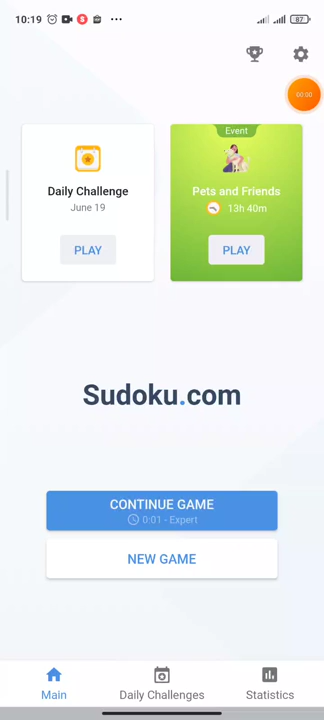 10:19
87
00:00
Event
Daily Challenge
June 19
PLAY
Pets and Friends
13h 40m
PLAY
Sudoku.com
CONTINUE GAME
0:01 - Expert
NEW GAME
Main
Daily Challenges
Statistics